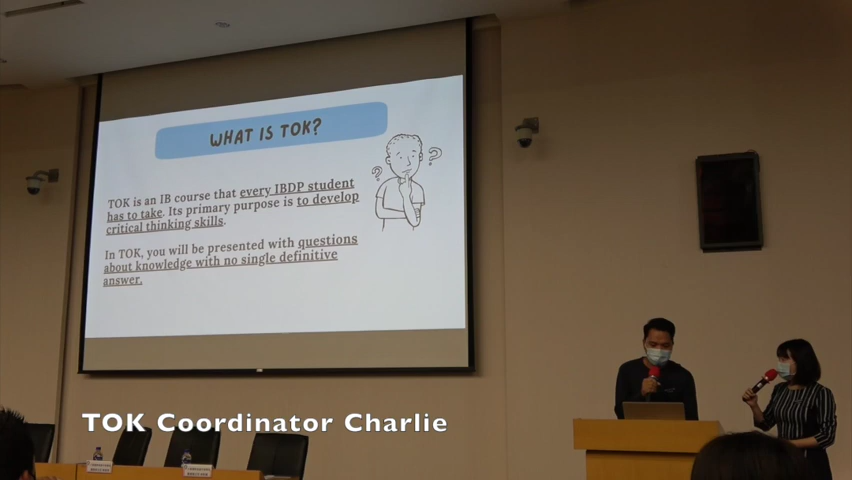 WHAT IS TOK?
TOK is an IB course that every IBDP student
has to take. Its primary purpose is to develop
critical thinking skills.
In TOK, you will be presented with questions
about knowledge with no single definitive
answer.
TOK Coordinator Charlie